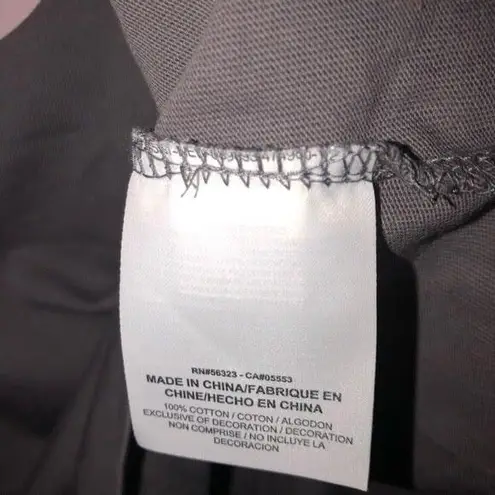 RN#56323 - CA#05553
MADE IN CHINA/FABRIQUE EN
CHINE/HECHO EN CHINA
100% COTTON / COTON / ALGODON
EXCLUSIVE OF DECORATION / DECORATION
NON COMPRISE / NO INCLUYE LA
DECORACIÓN